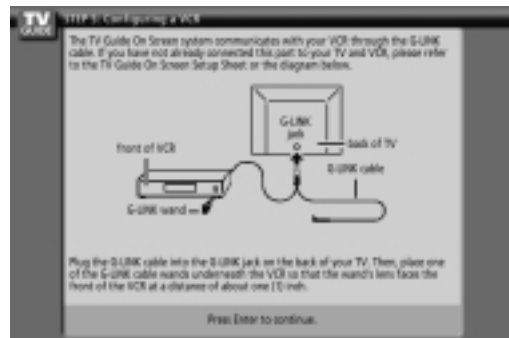 TV
GUIDE
STEP 3: Configuring a VCR
The TV Guide On Screen system communicates with your VCR through the G-LINK
cable. If you have not already connected this part to your TV and VCR, please refer
to the TV Guide On Screen Setup Sheet or the diagram below.
G-LINK
jack
front of VCR
back of TV
G-LINK cable
G-LINK wand
Plug the G-LINK cable into the G-LINK jack on the back of your TV. Then, place one
of the G-LINK cable wands underneath the VCR so that the wand's lens faces the
front of the VCR at a distance of about one (1) inch.
Press Enter to continue.